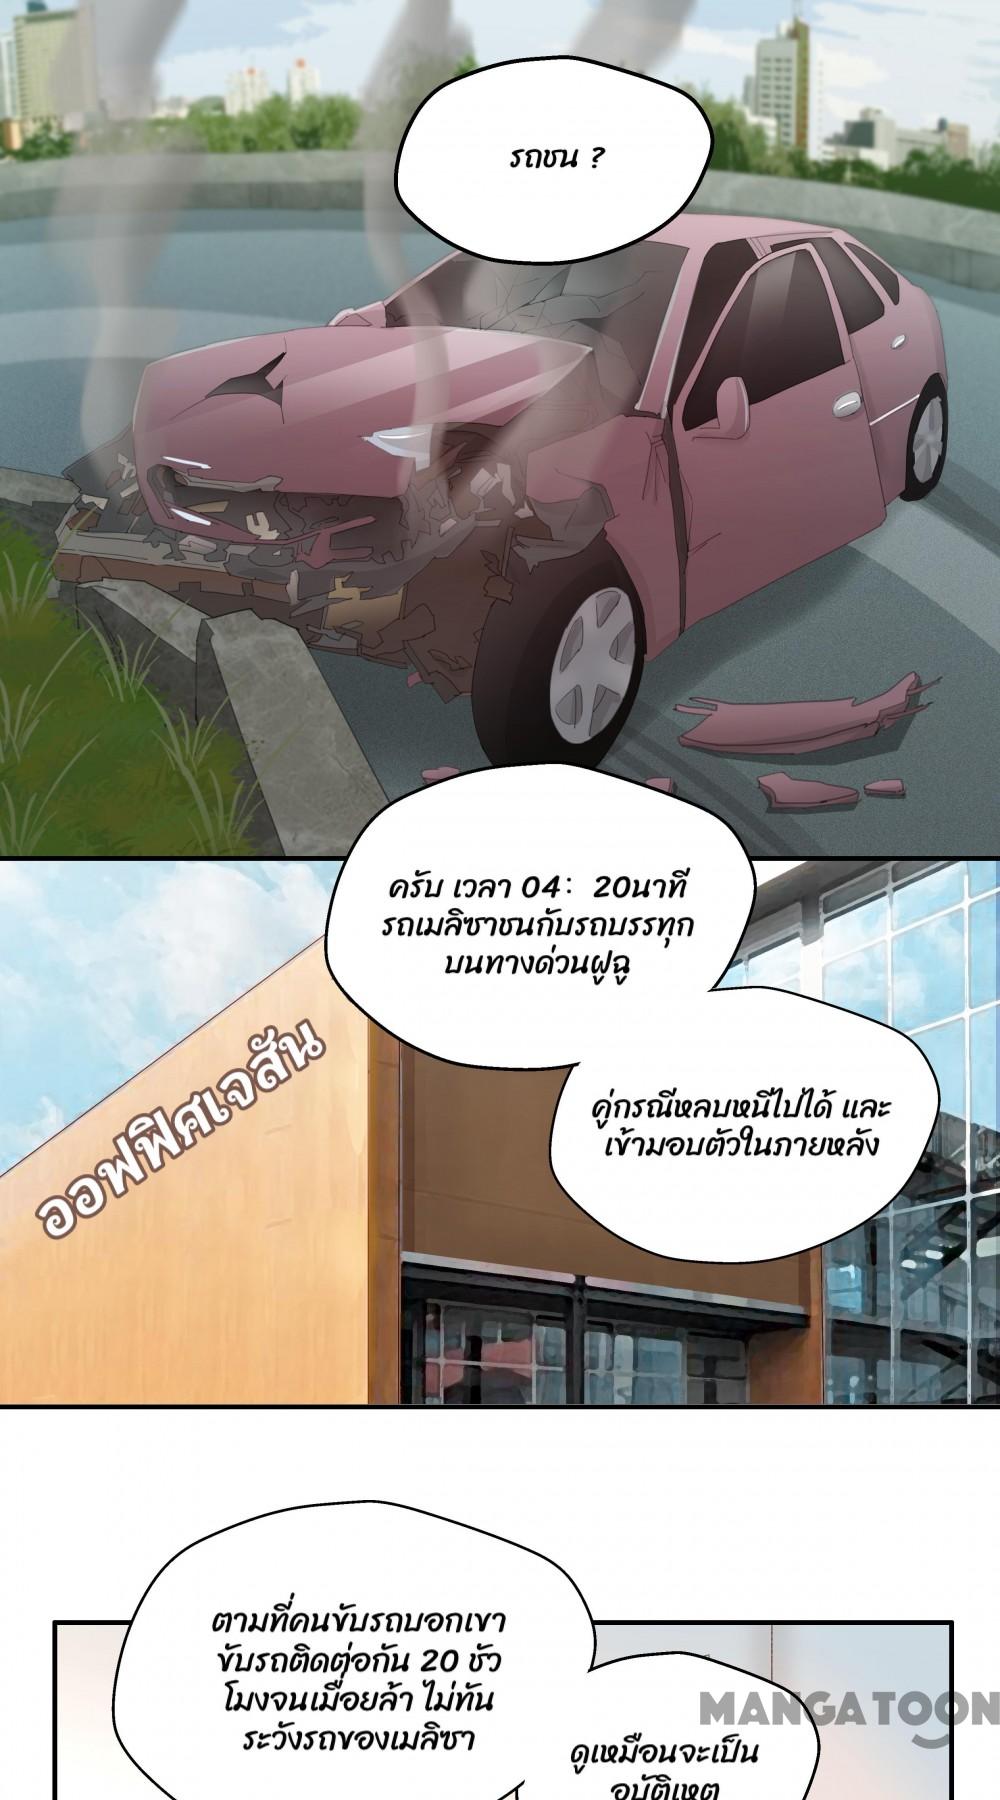 รถชน ?
ครับ เวลา 04: 20นาที
รถเมลิซาชนกับรถบรรทุก
บนทางด่วนฝูฉู
คู่กรณีหลบหนีไปได้ และ
เข้ามอบตัวในภายหลัง
ออฟฟิศเจสัน
ตามที่คนขับรถบอกเขา
ขับรถติดต่อกัน 20 ชั่ว
โมงจนเมื่อยล้า ไม่ทัน
ระวังรถของเมลิซา
MANGATOON
ดูเหมือนจะเป็น
อุบัติเหตุ